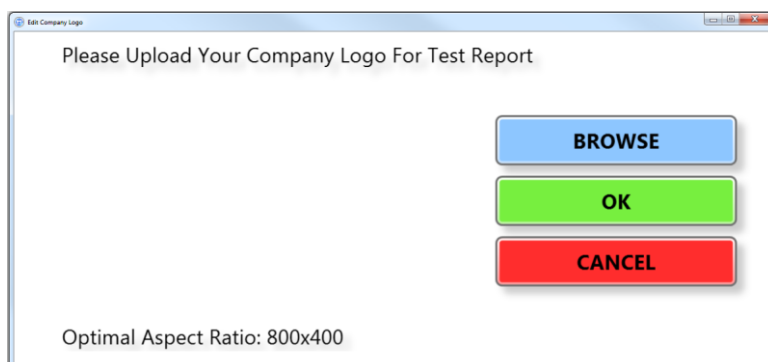 Edit Company Logo
Please Upload Your Company Logo For Test Report
BROWSE
OK
CANCEL
Optimal Aspect Ratio: 800x400